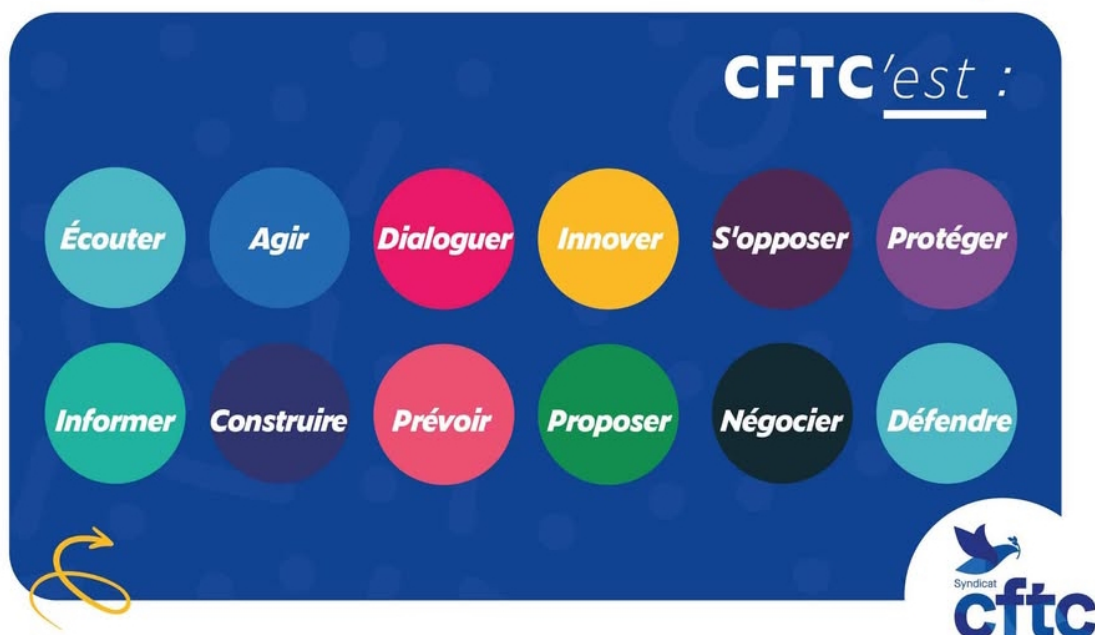 CFTC'est :
Écouter Agir Dialoguer Innover S'opposer Protéger
Informer Construire Prévoir Proposer Négocier Défendre
Syndicat
cftc